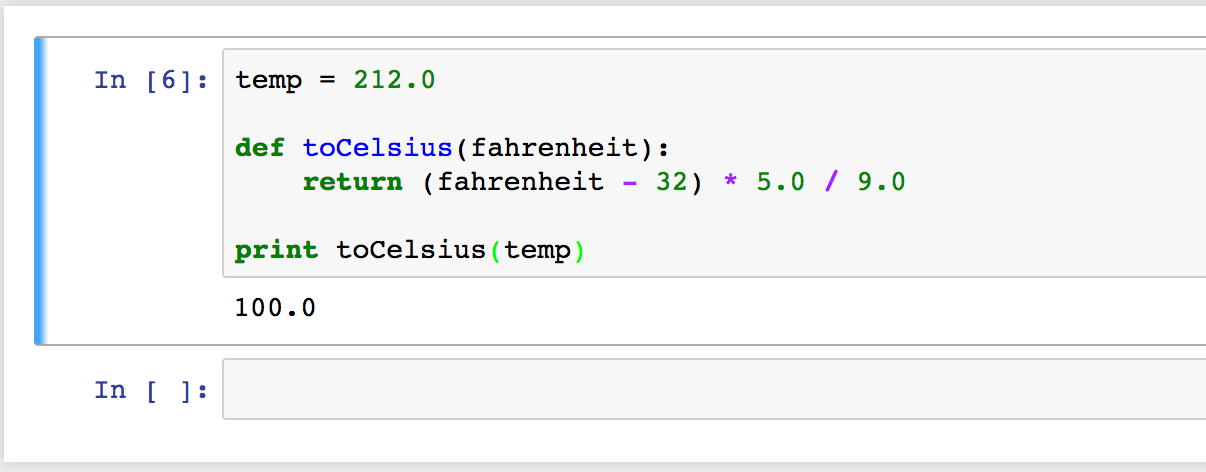 In [6]: temp = 212.0
def toCelsius(fahrenheit):
    return (fahrenheit - 32) * 5.0 / 9.0
print toCelsius(temp)
100.0
In [ ]: